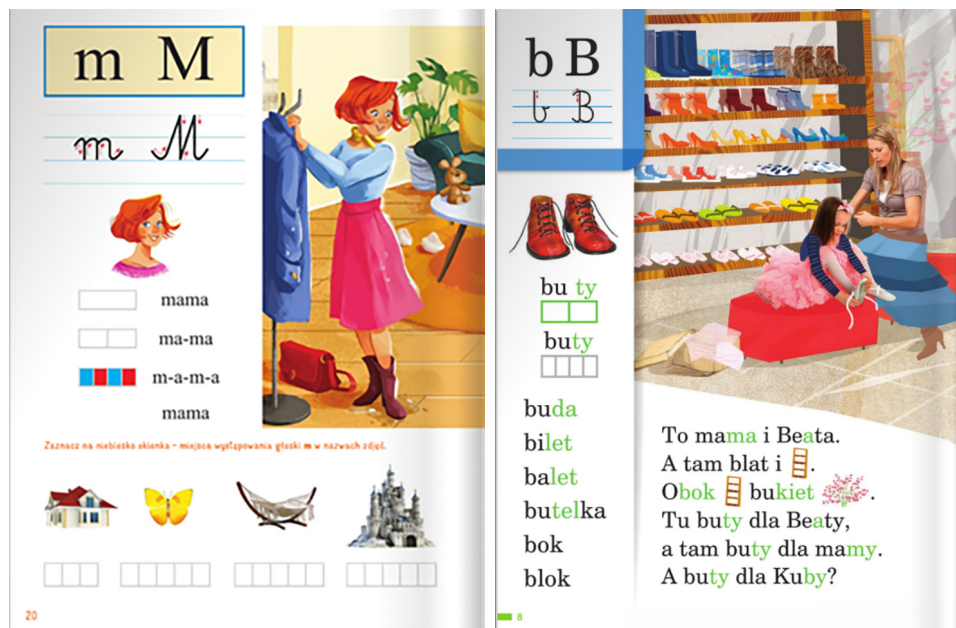 m M
m M
mama
ma-ma
m-a-m-a
mama
Zaznacz na niebiesko okienka – miejsca występowania głoski m w nazwach zdjęć.
20
b B
b B
bu ty
buty
buda
bilet
balet
butelka
bok
blok
To mama i Beata.
A tam blat i .
Obok bukiet .
Tu buty dla Beaty,
a tam buty dla mamy.
A buty dla Kuby?
8